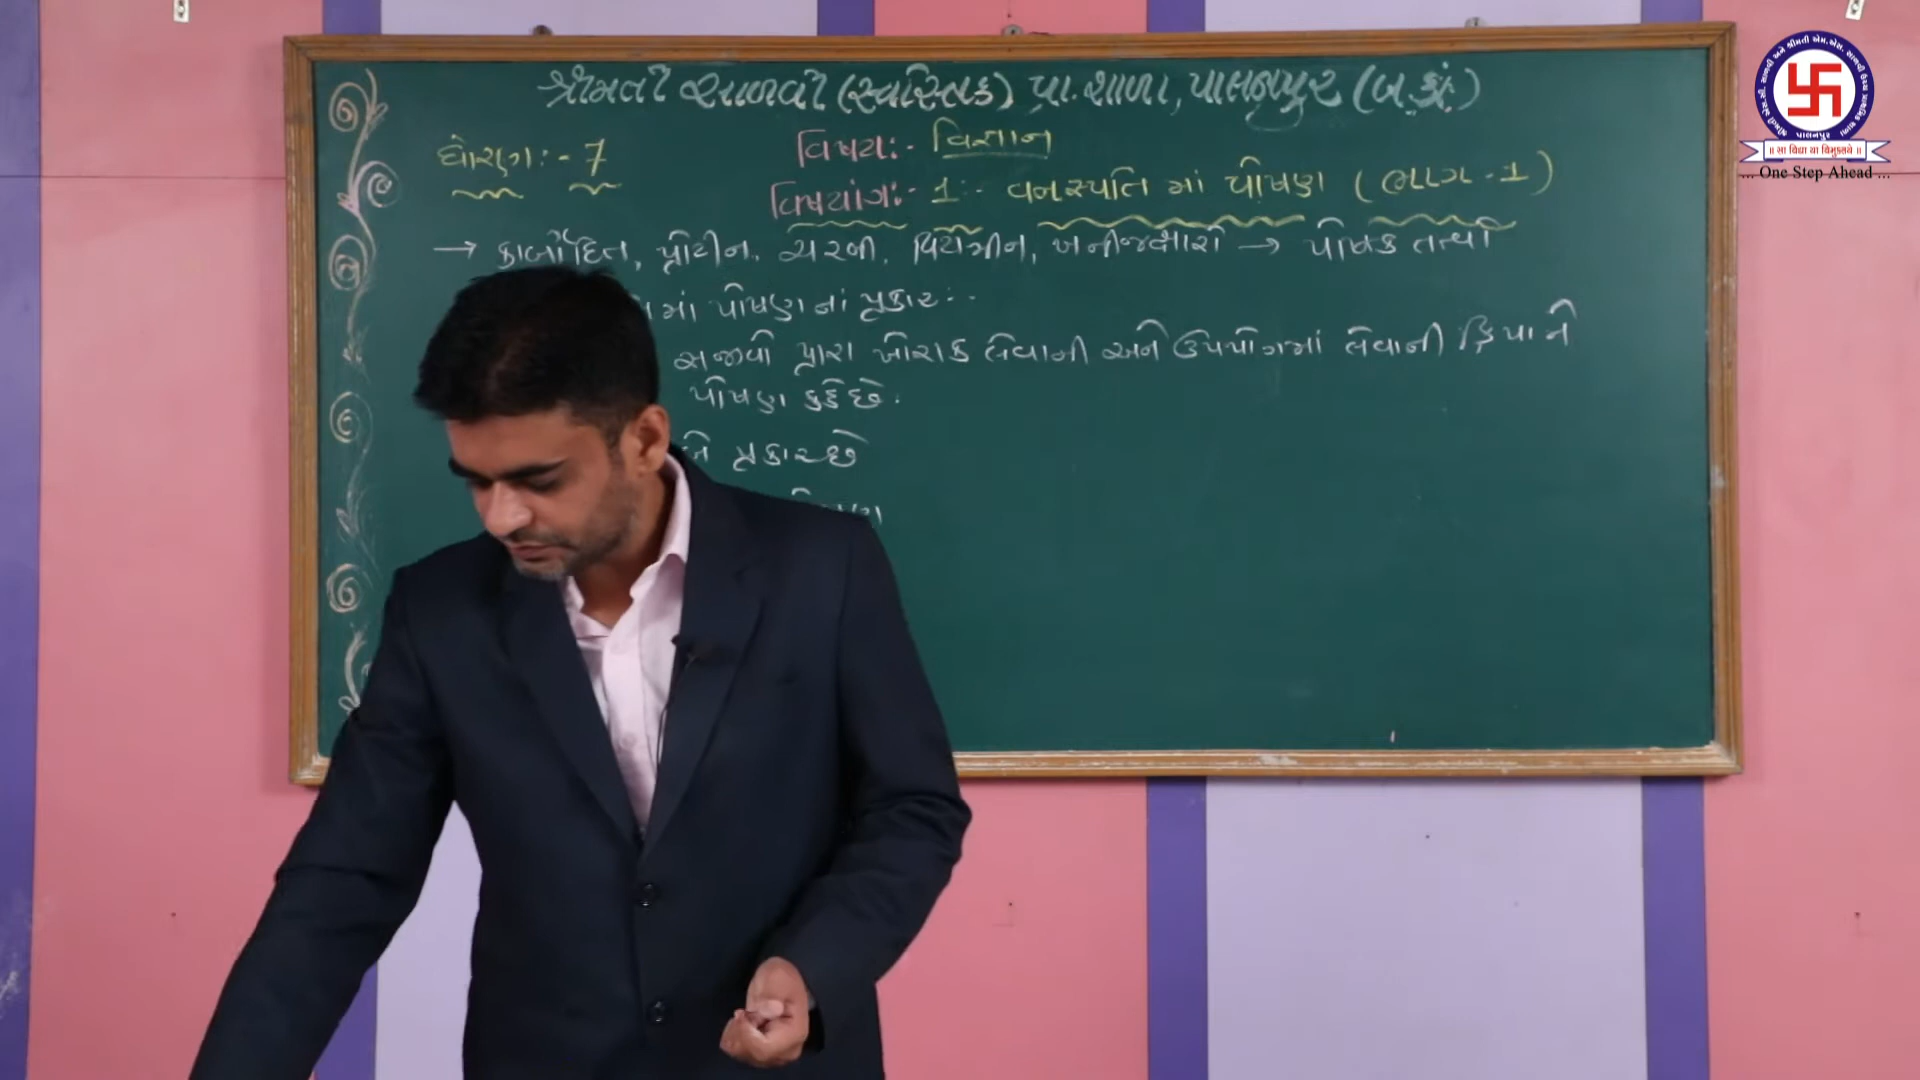 શ્રીમતી સાળવી (સ્વસ્તિક) પ્રા.શાળા, પાલનપુર (બ.કાં.)
ધોરણ:- 7
વિષય:- વિજ્ઞાન
વિષયાંગ:- 1:- વનસ્પતિ માં પોષણ (ભાગ-1)
→ કાર્બોદિત, પ્રોટીન, ચરબી, વિટામીન, ખનીજક્ષારો → પોષક તત્વો
માં પોષણ નાં પ્રકાર:-
સજીવો દ્વારા ખોરાક લેવાની અને ઉપયોગમાં લેવાની ક્રિયા ને
પોષણ કહે છે.
પ્રકાર છે
પાલનપુર
॥ સા વિદ્યા યા વિમુક્તયે ॥
... One Step Ahead ...